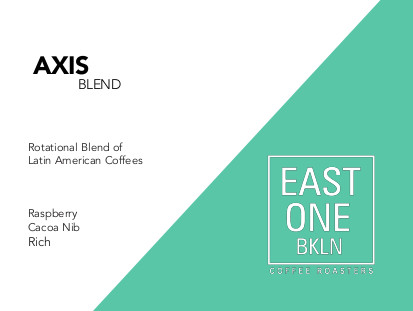 AXIS
BLEND
Rotational Blend of
Latin American Coffees
Raspberry
Cacoa Nib
Rich
EAST
ONE
BKLN
COFFEE ROASTERS